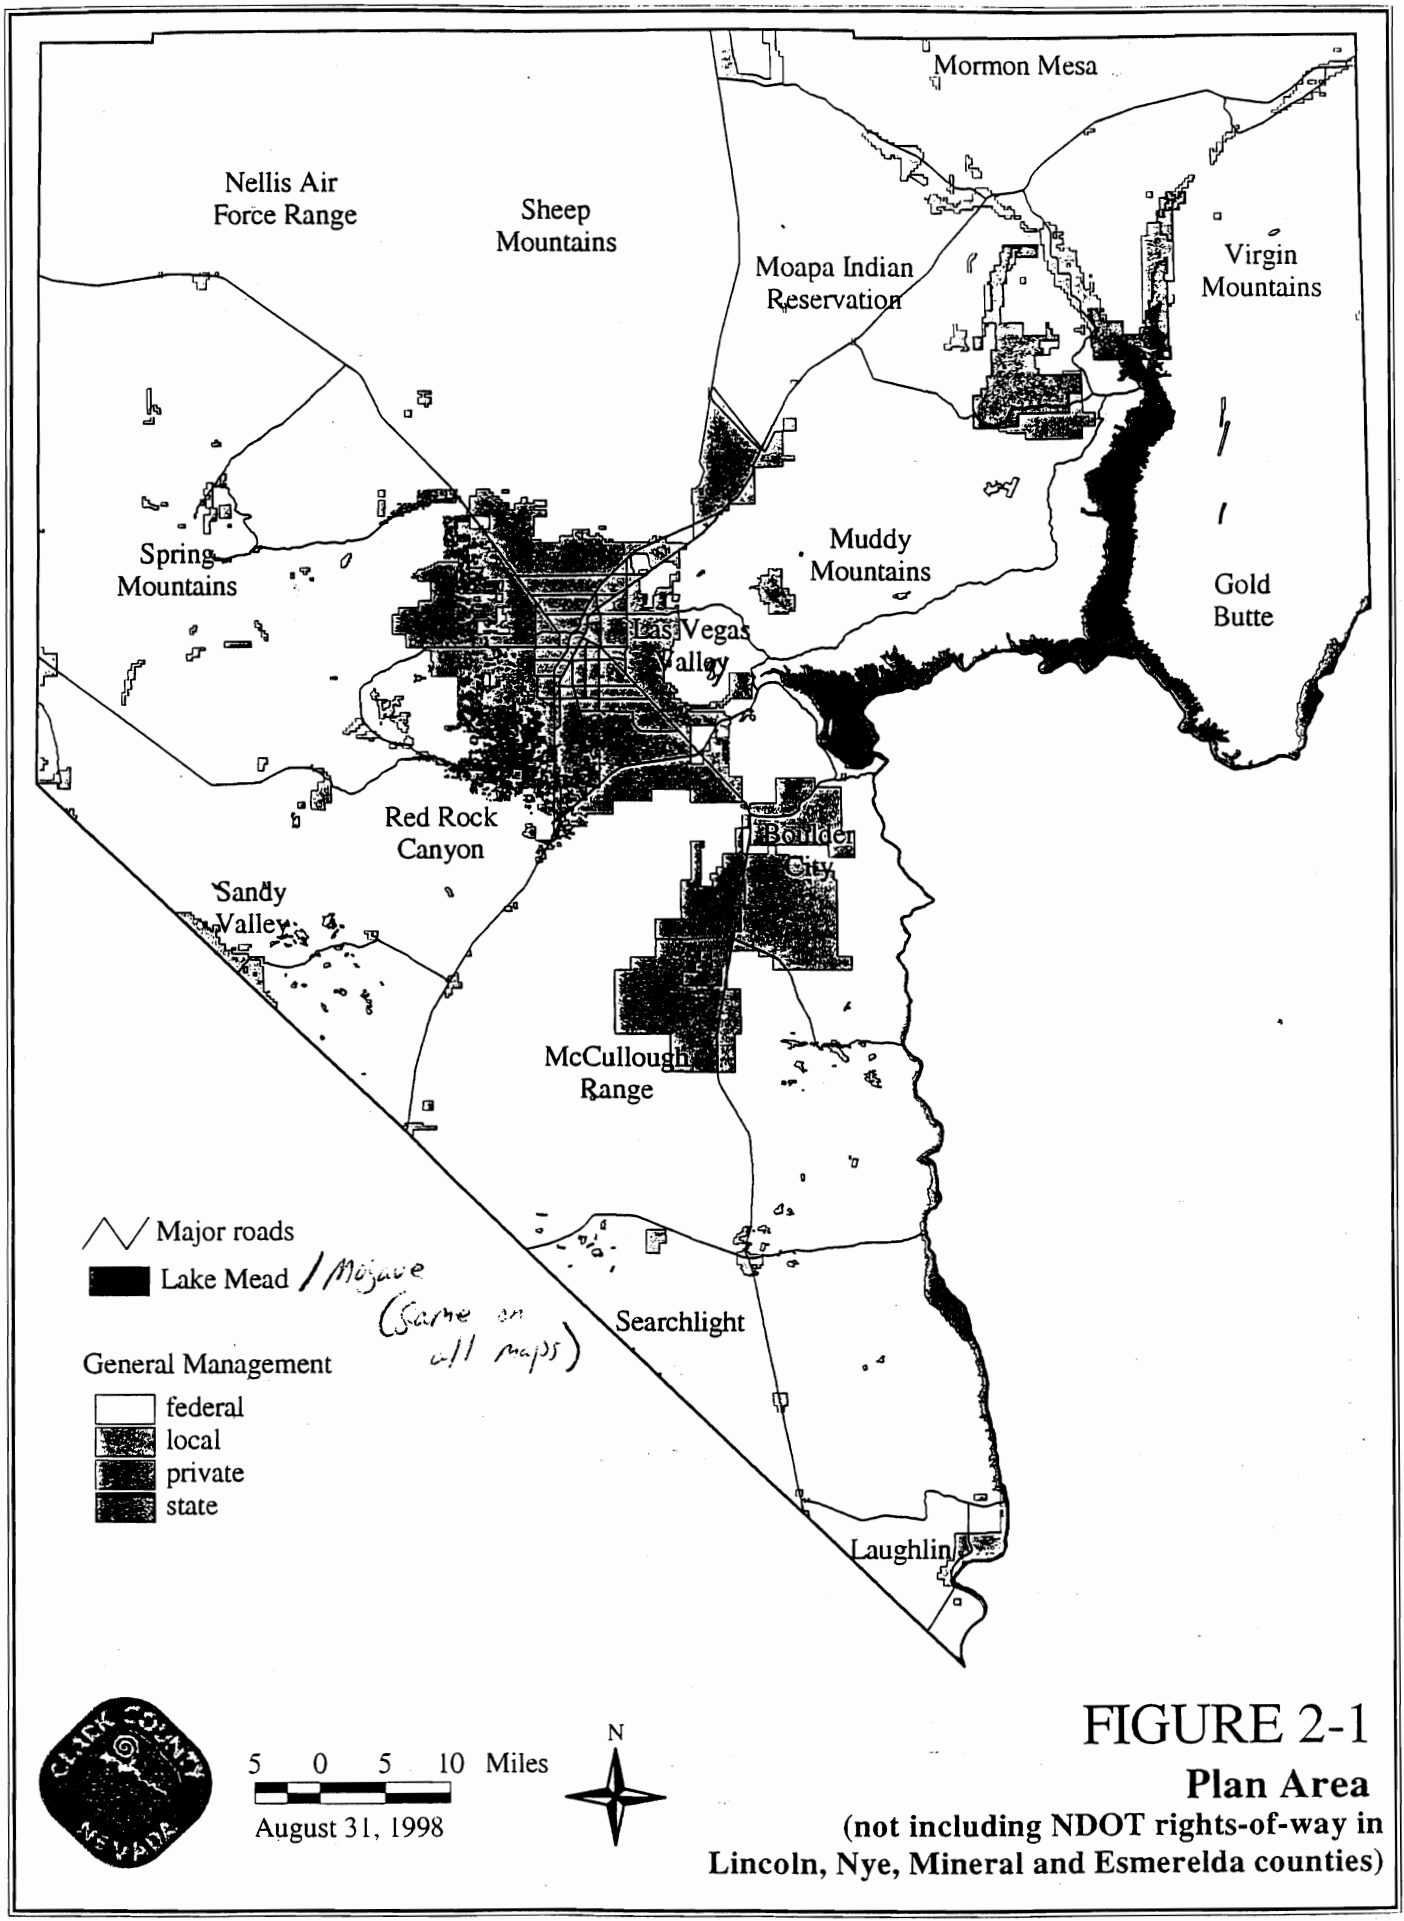 Mormon Mesa
Nellis Air
Force Range
Sheep
Mountains
Moapa Indian
Reservation
Virgin
Mountains
Spring
Mountains
Muddy
Mountains
Gold
Butte
Las Vegas
Valley
Red Rock
Canyon
Boulder
City
Sandy
Valley
McCullough
Range
Major roads
Lake Mead / Mojave
(Same on
all maps)
Searchlight
General Management
federal
local
private
state
Laughlin
CLARK COUNTY
NEVADA
5 0 5 10 Miles
August 31, 1998
N
FIGURE 2-1
Plan Area
(not including NDOT rights-of-way in
Lincoln, Nye, Mineral and Esmerelda counties)